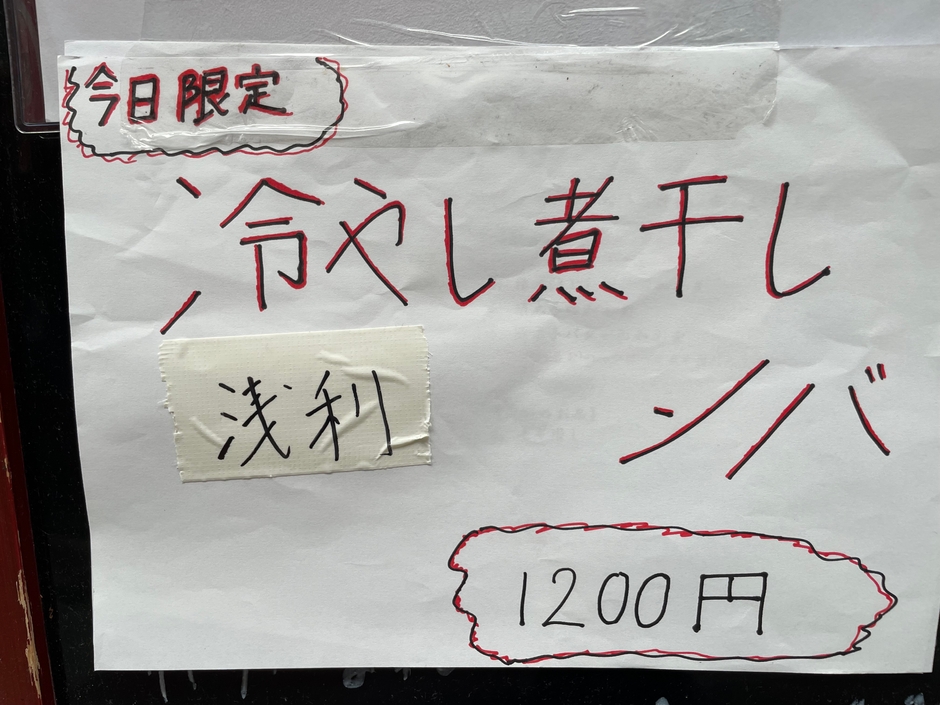 今日限定
冷やし煮干し
浅利
ソバ
1200円